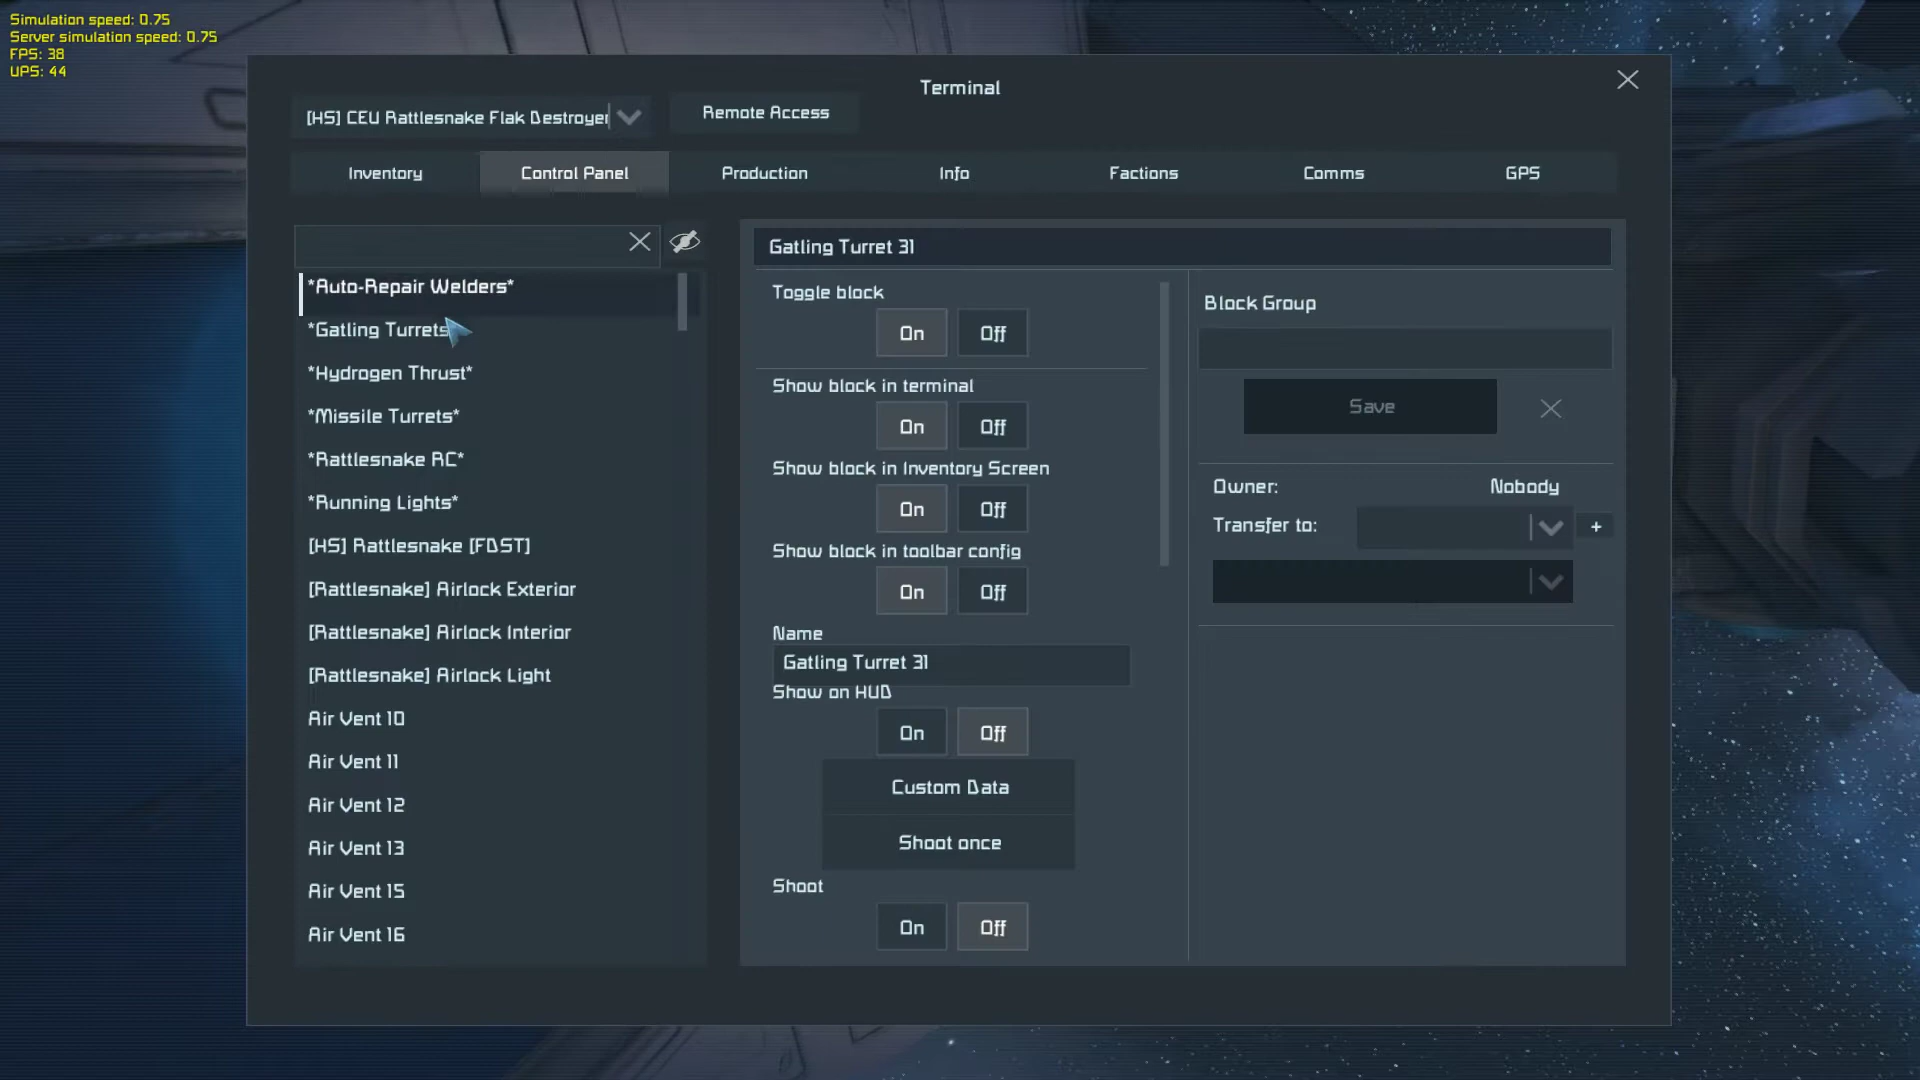 Simulation speed: 0.75
Server simulation speed: 0.75
FPS: 38
UPS: 44
Terminal
[HS] CEU Rattlesnake Flak Destroyer
Remote Access
Inventory
Control Panel
Production
Info
Factions
Comms
GPS
*Auto-Repair Welders*
*Gatling Turrets
*Hydrogen Thrust*
*Missile Turrets*
*Rattlesnake RC*
*Running Lights*
[HS] Rattlesnake [FDST]
[Rattlesnake] Airlock Exterior
[Rattlesnake] Airlock Interior
[Rattlesnake] Airlock Light
Air Vent 10
Air Vent 11
Air Vent 12
Air Vent 13
Air Vent 15
Air Vent 16
Gatling Turret 31
Toggle block
On Off
Show block in terminal
On Off
Show block in Inventory Screen
On Off
Show block in toolbar config
On Off
Name
Gatling Turret 31
Show on HUD
On Off
Custom Data
Shoot once
Shoot
On Off
Block Group
Save
Owner: Nobody
Transfer to:
+